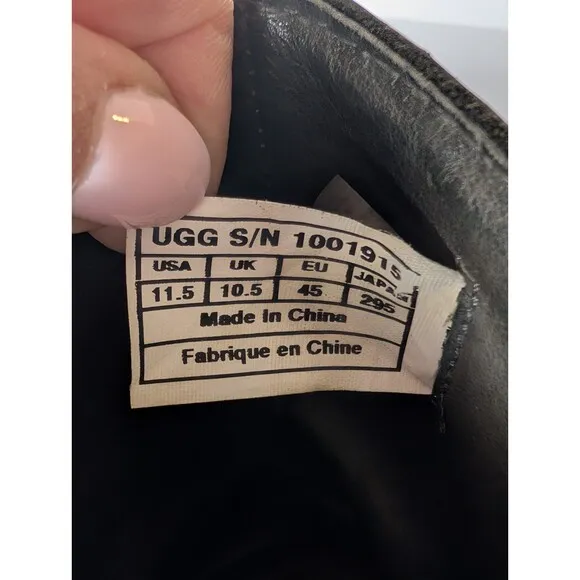 UGG S/N 1001915
USA UK EU JAPAN
11.5 10.5 45 295
Made In China
Fabrique en Chine